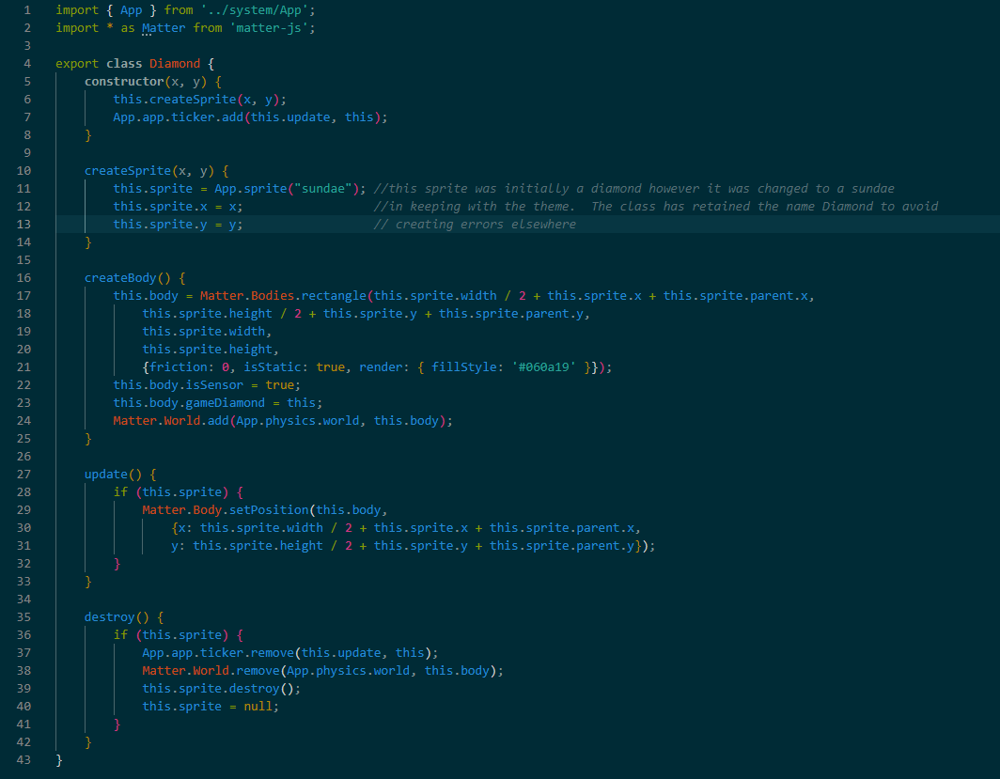 1 import { App } from '../system/App';
2 import * as Matter from 'matter-js';
3
4 export class Diamond {
5     constructor(x, y) {
6         this.createSprite(x, y);
7         App.app.ticker.add(this.update, this);
8     }
9
10     createSprite(x, y) {
11         this.sprite = App.sprite("sundae"); //this sprite was initially a diamond however it was changed to a sundae
12         this.sprite.x = x;                  //in keeping with the theme.  The class has retained the name Diamond to avoid
13         this.sprite.y = y;                  // creating errors elsewhere
14     }
15
16     createBody() {
17         this.body = Matter.Bodies.rectangle(this.sprite.width / 2 + this.sprite.x + this.sprite.parent.x,
18             this.sprite.height / 2 + this.sprite.y + this.sprite.parent.y,
19             this.sprite.width,
20             this.sprite.height,
21             {friction: 0, isStatic: true, render: { fillStyle: '#060a19' }});
22         this.body.isSensor = true;
23         this.body.gameDiamond = this;
24         Matter.World.add(App.physics.world, this.body);
25     }
26
27     update() {
28         if (this.sprite) {
29             Matter.Body.setPosition(this.body,
30                 {x: this.sprite.width / 2 + this.sprite.x + this.sprite.parent.x,
31                 y: this.sprite.height / 2 + this.sprite.y + this.sprite.parent.y});
32         }
33     }
34
35     destroy() {
36         if (this.sprite) {
37             App.app.ticker.remove(this.update, this);
38             Matter.World.remove(App.physics.world, this.body);
39             this.sprite.destroy();
40             this.sprite = null;
41         }
42     }
43 }